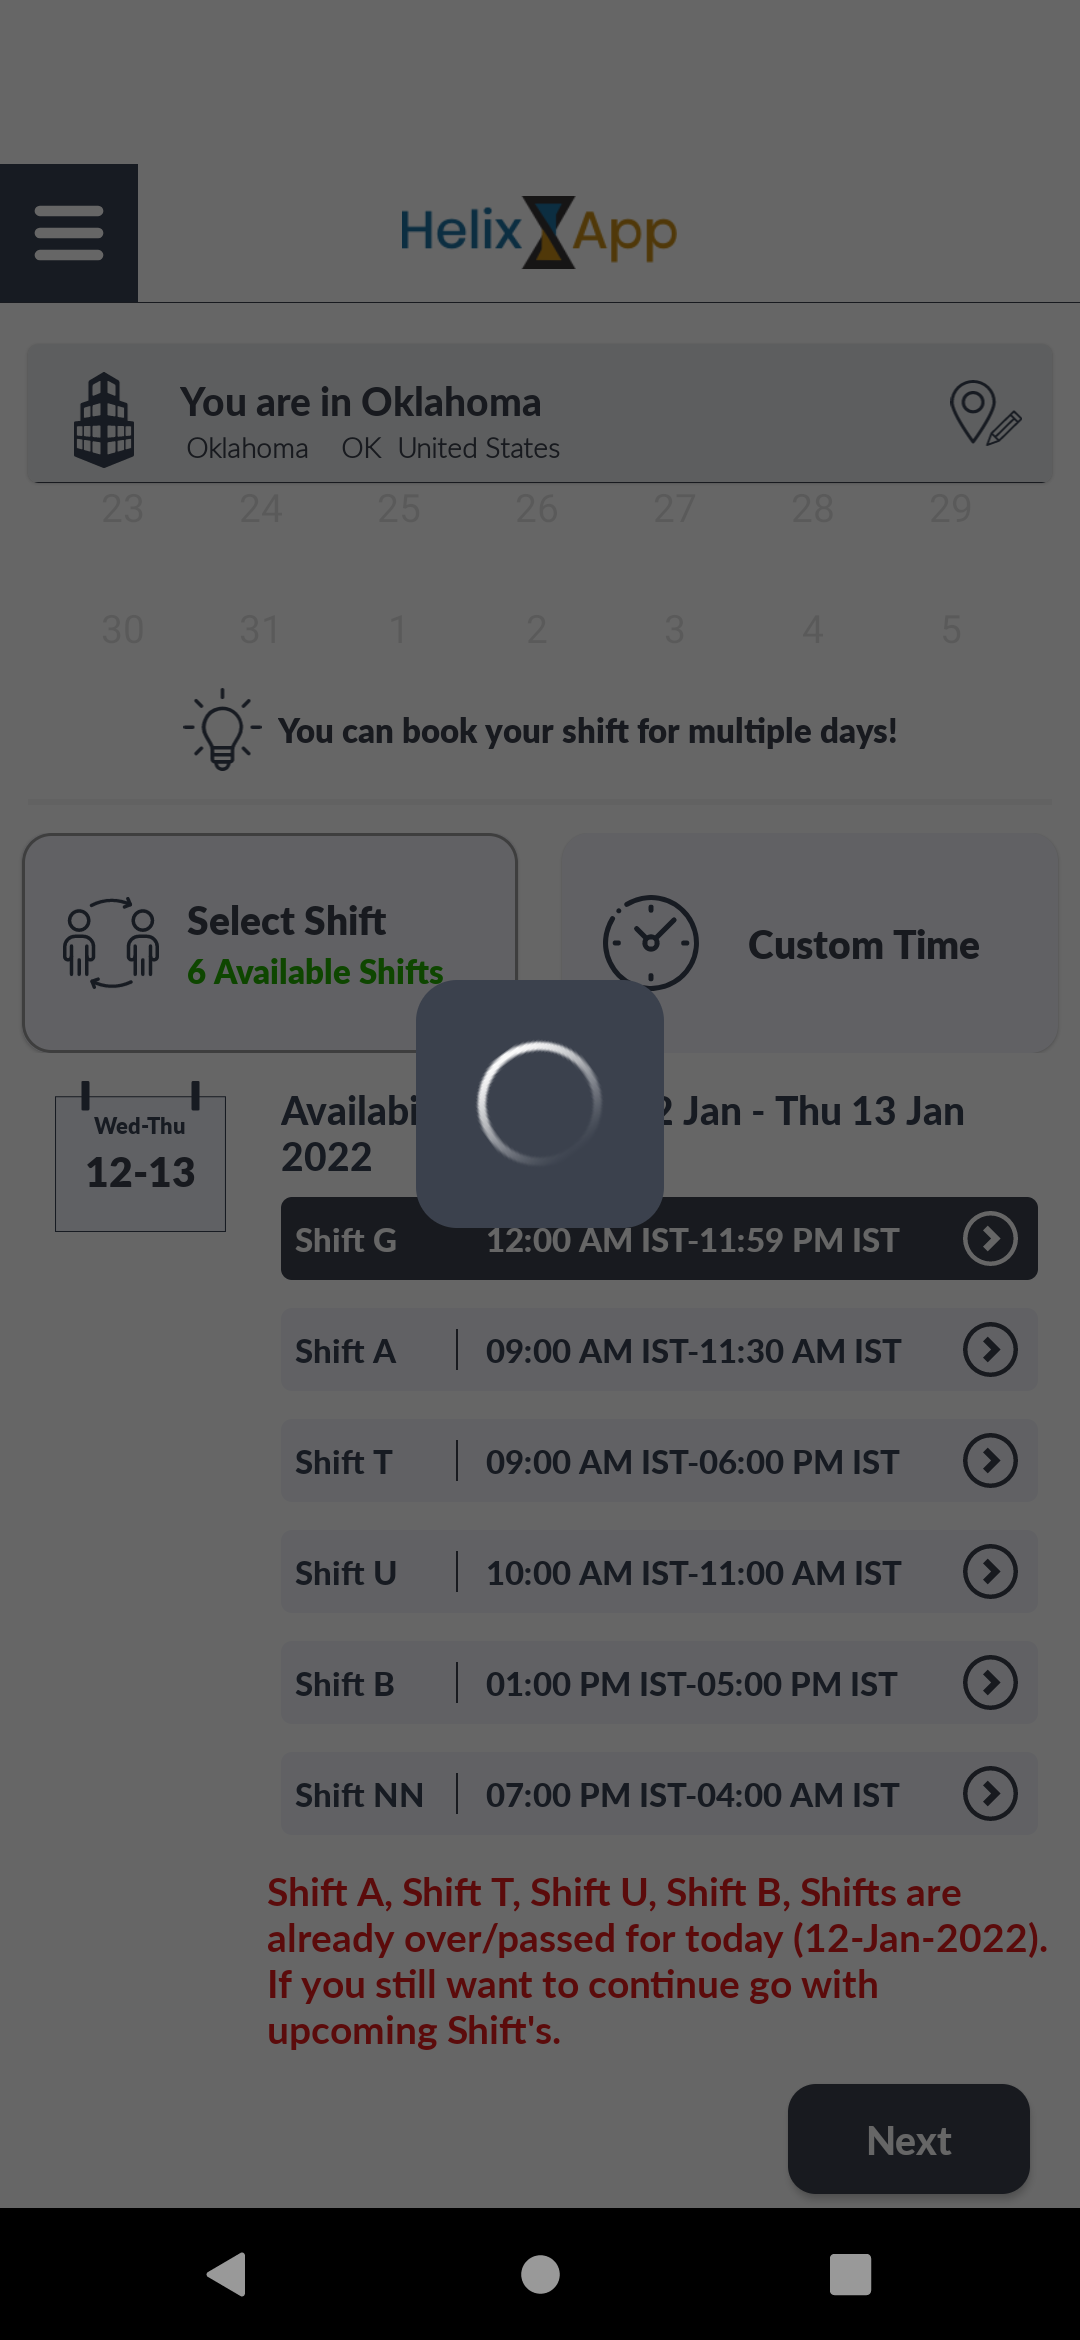 Helix App
You are in Oklahoma
Oklahoma OK United States
23 24 25 26 27 28 29
30 31 1 2 3 4 5
You can book your shift for multiple days!
Select Shift
6 Available Shifts
Custom Time
Wed-Thu
12-13
2 Jan - Thu 13 Jan
2022
Shift G 12:00 AM IST-11:59 PM IST
Shift A 09:00 AM IST-11:30 AM IST
Shift T 09:00 AM IST-06:00 PM IST
Shift U 10:00 AM IST-11:00 AM IST
Shift B 01:00 PM IST-05:00 PM IST
Shift NN 07:00 PM IST-04:00 AM IST
Shift A, Shift T, Shift U, Shift B, Shifts are
already over/passed for today (12-Jan-2022).
If you still want to continue go with
upcoming Shift's.
Next